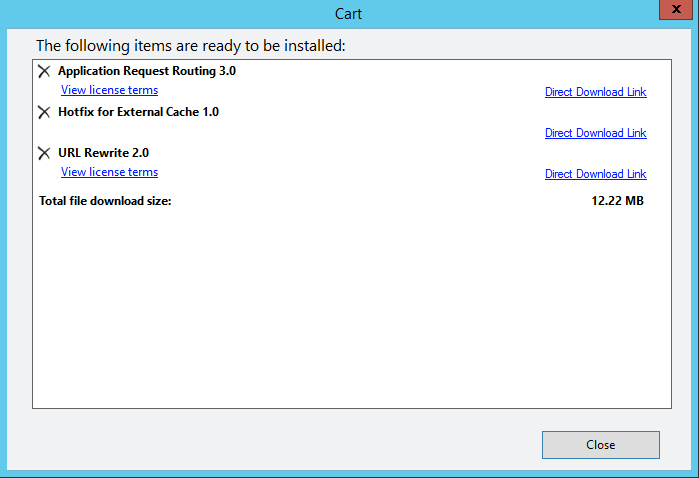 Cart
x
The following items are ready to be installed:
Application Request Routing 3.0
View license terms
Direct Download Link
Hotfix for External Cache 1.0
Direct Download Link
URL Rewrite 2.0
View license terms
Direct Download Link
Total file download size: 12.22 MB
Close